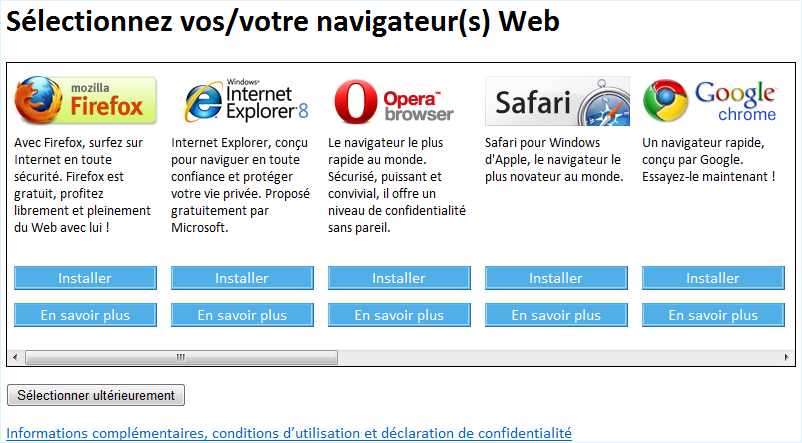 Sélectionnez vos/votre navigateur(s) Web
mozilla
Firefox
Avec Firefox, surfez sur
Internet en toute
sécurité. Firefox est
gratuit, profitez
librement et pleinement
du Web avec lui !
Installer
En savoir plus
Windows®
Internet
Explorer 8
Internet Explorer, conçu
pour naviguer en toute
confiance et protéger
votre vie privée. Proposé
gratuitement par
Microsoft.
Installer
En savoir plus
Opera™
browser
Le navigateur le plus
rapide au monde.
Sécurisé, puissant et
convivial, il offre un
niveau de confidentialité
sans pareil.
Installer
En savoir plus
Safari
Safari pour Windows
d'Apple, le navigateur le
plus novateur au monde.
Installer
En savoir plus
Google™
chrome
Un navigateur rapide,
conçu par Google.
Essayez-le maintenant !
Installer
En savoir plus
Sélectionner ultérieurement
Informations complémentaires, conditions d’utilisation et déclaration de confidentialité